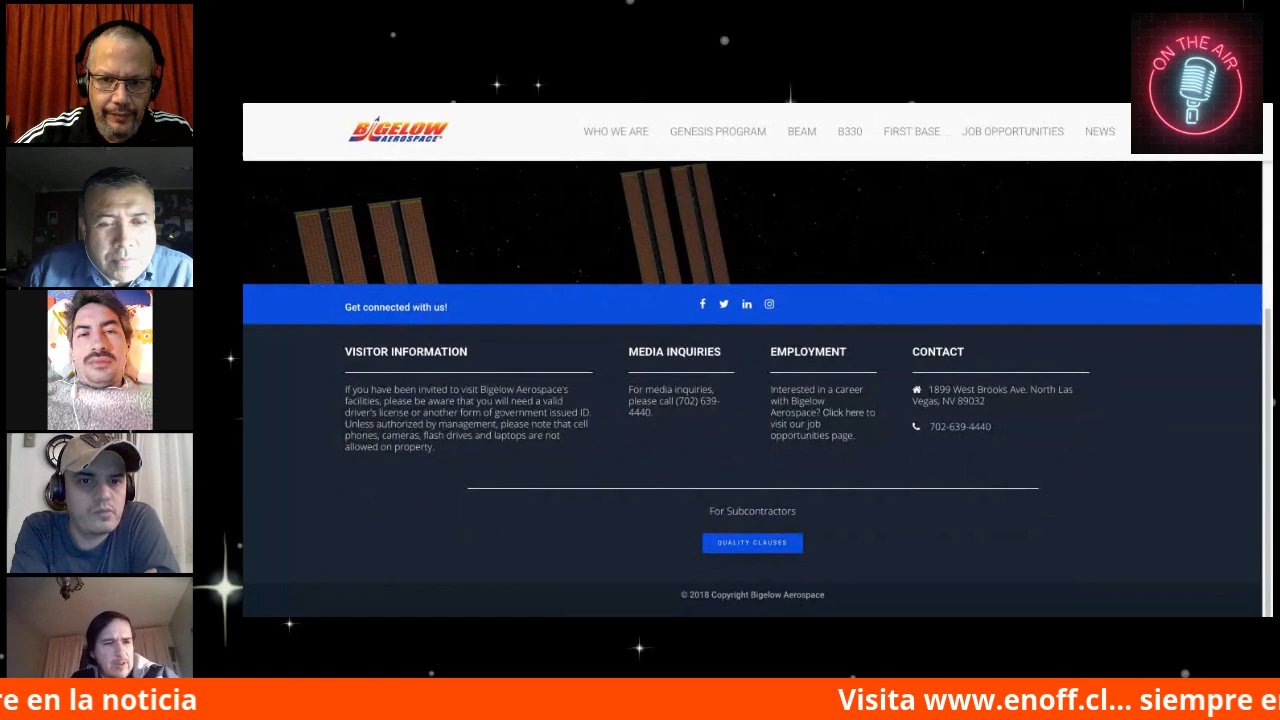 ON THE AIR
BIGELOW
AEROSPACE
WHO WE ARE GENESIS PROGRAM BEAM B330 FIRST BASE JOB OPPORTUNITIES NEWS
Get connected with us!
VISITOR INFORMATION
If you have been invited to visit Bigelow Aerospace's
facilities, please be aware that you will need a valid
driver's license or another form of government issued ID.
Unless authorized by management, please note that cell
phones, cameras, flash drives and laptops are not
allowed on property.
MEDIA INQUIRIES
For media inquiries,
please call (702) 639-
4440.
EMPLOYMENT
Interested in a career
with Bigelow
Aerospace? Click here to
visit our job
opportunities page.
CONTACT
1899 West Brooks Ave. North Las
Vegas, NV 89032
702-639-4440
For Subcontractors
QUALITY CLAUSES
© 2018 Copyright Bigelow Aerospace
re en la noticia Visita www.enoff.cl... siempre e